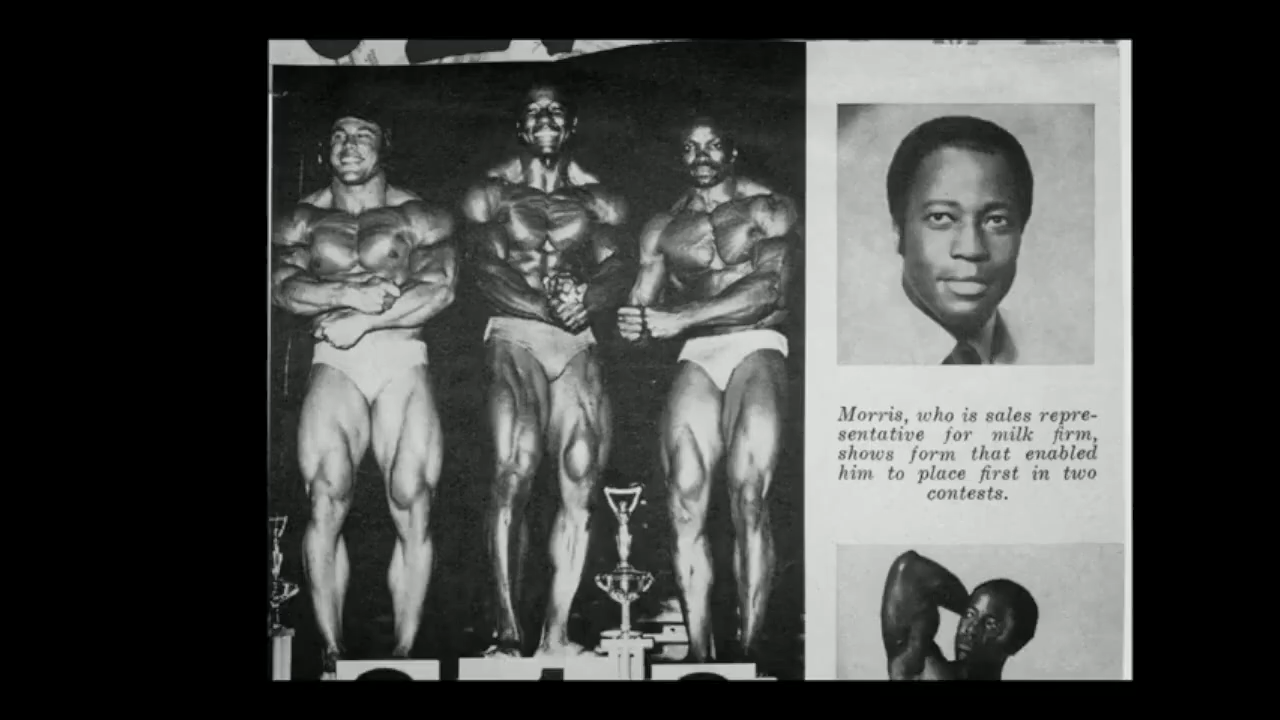 Morris, who is sales repre-
sentative for milk firm,
shows form that enabled
him to place first in two
contests.